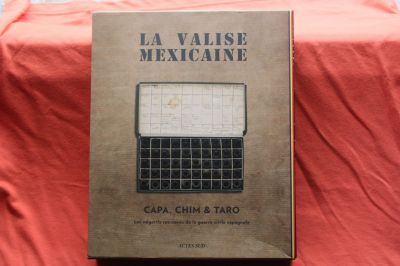 LA VALISE
MEXICAINE
CAPA, CHIM & TARO
Les négatifs retrouvés de la guerre civile espagnole
ACTES SUD